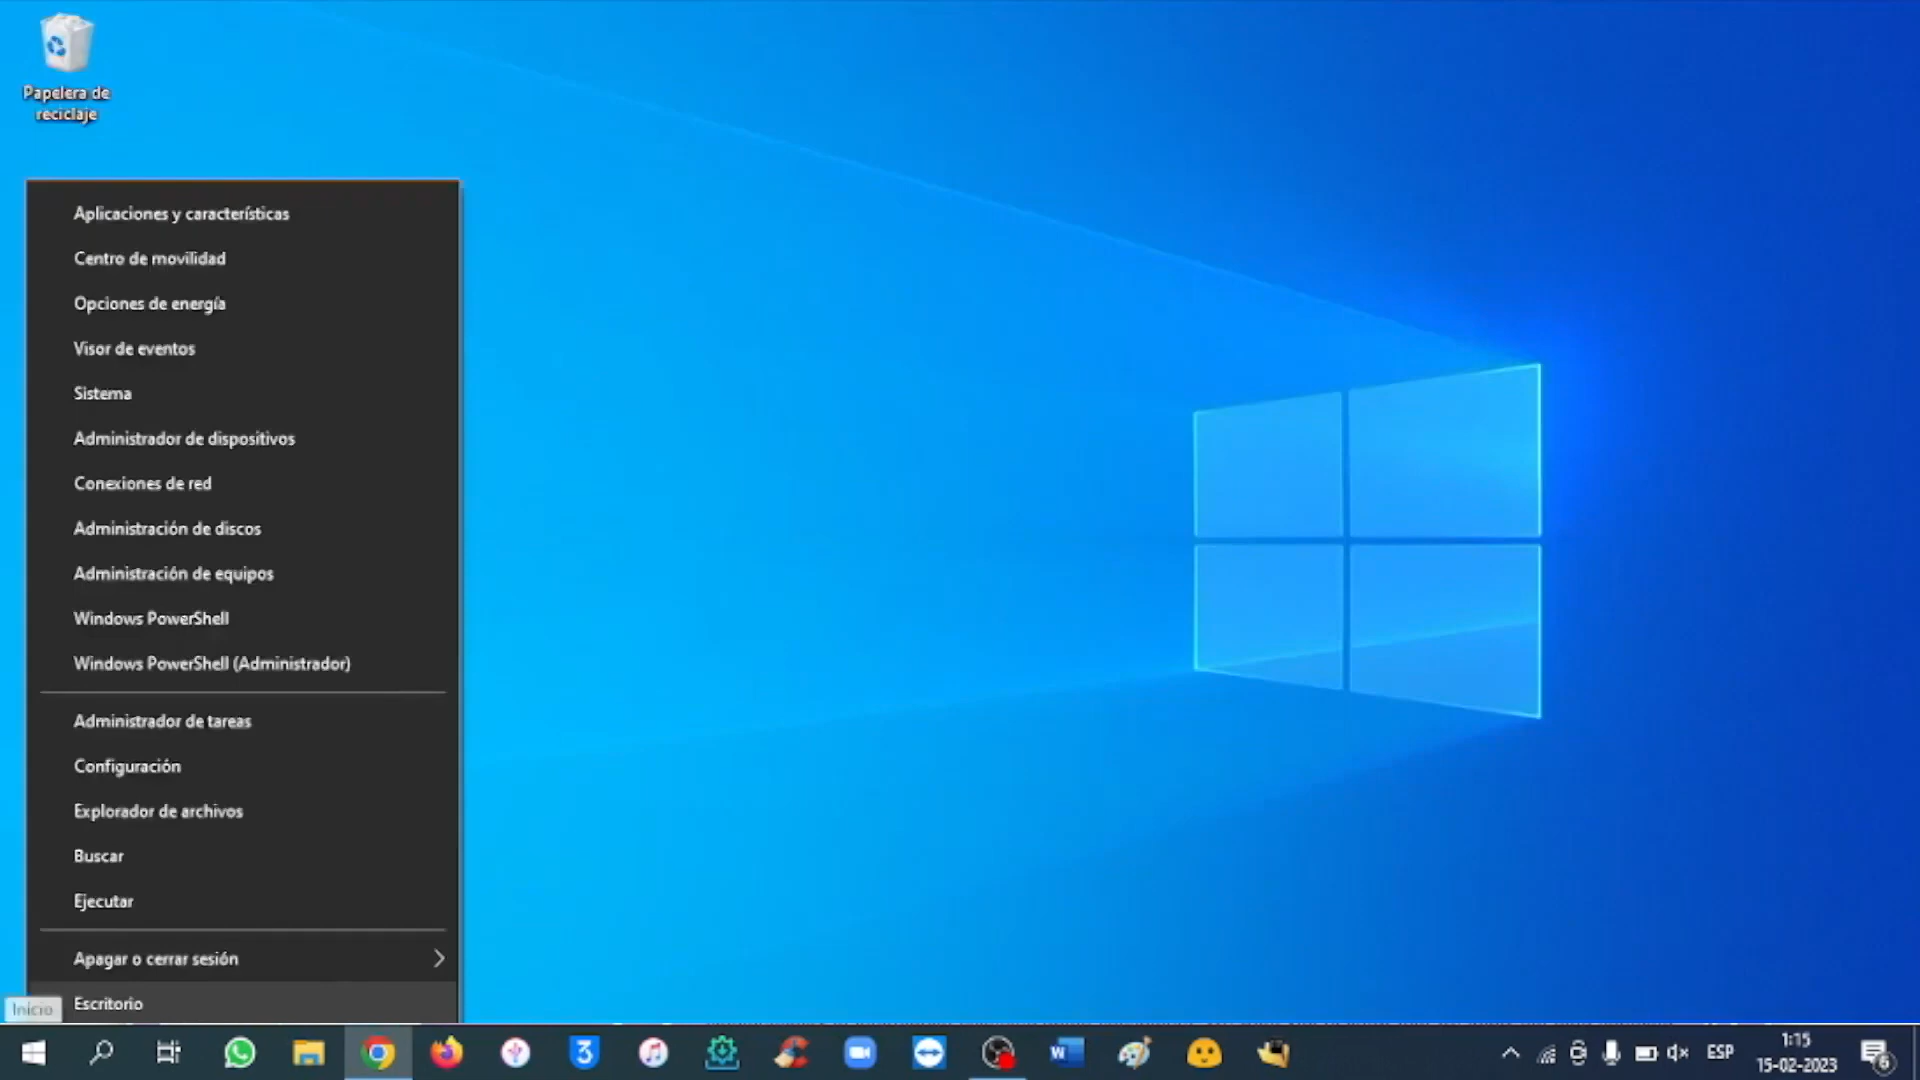 Papelera de
reciclaje
Aplicaciones y características
Centro de movilidad
Opciones de energía
Visor de eventos
Sistema
Administrador de dispositivos
Conexiones de red
Administración de discos
Administración de equipos
Windows PowerShell
Windows PowerShell (Administrador)
Administrador de tareas
Configuración
Explorador de archivos
Buscar
Ejecutar
Apagar o cerrar sesión
Escritorio
Inicio
3
W
ESP
1:15
15-02-2023
6